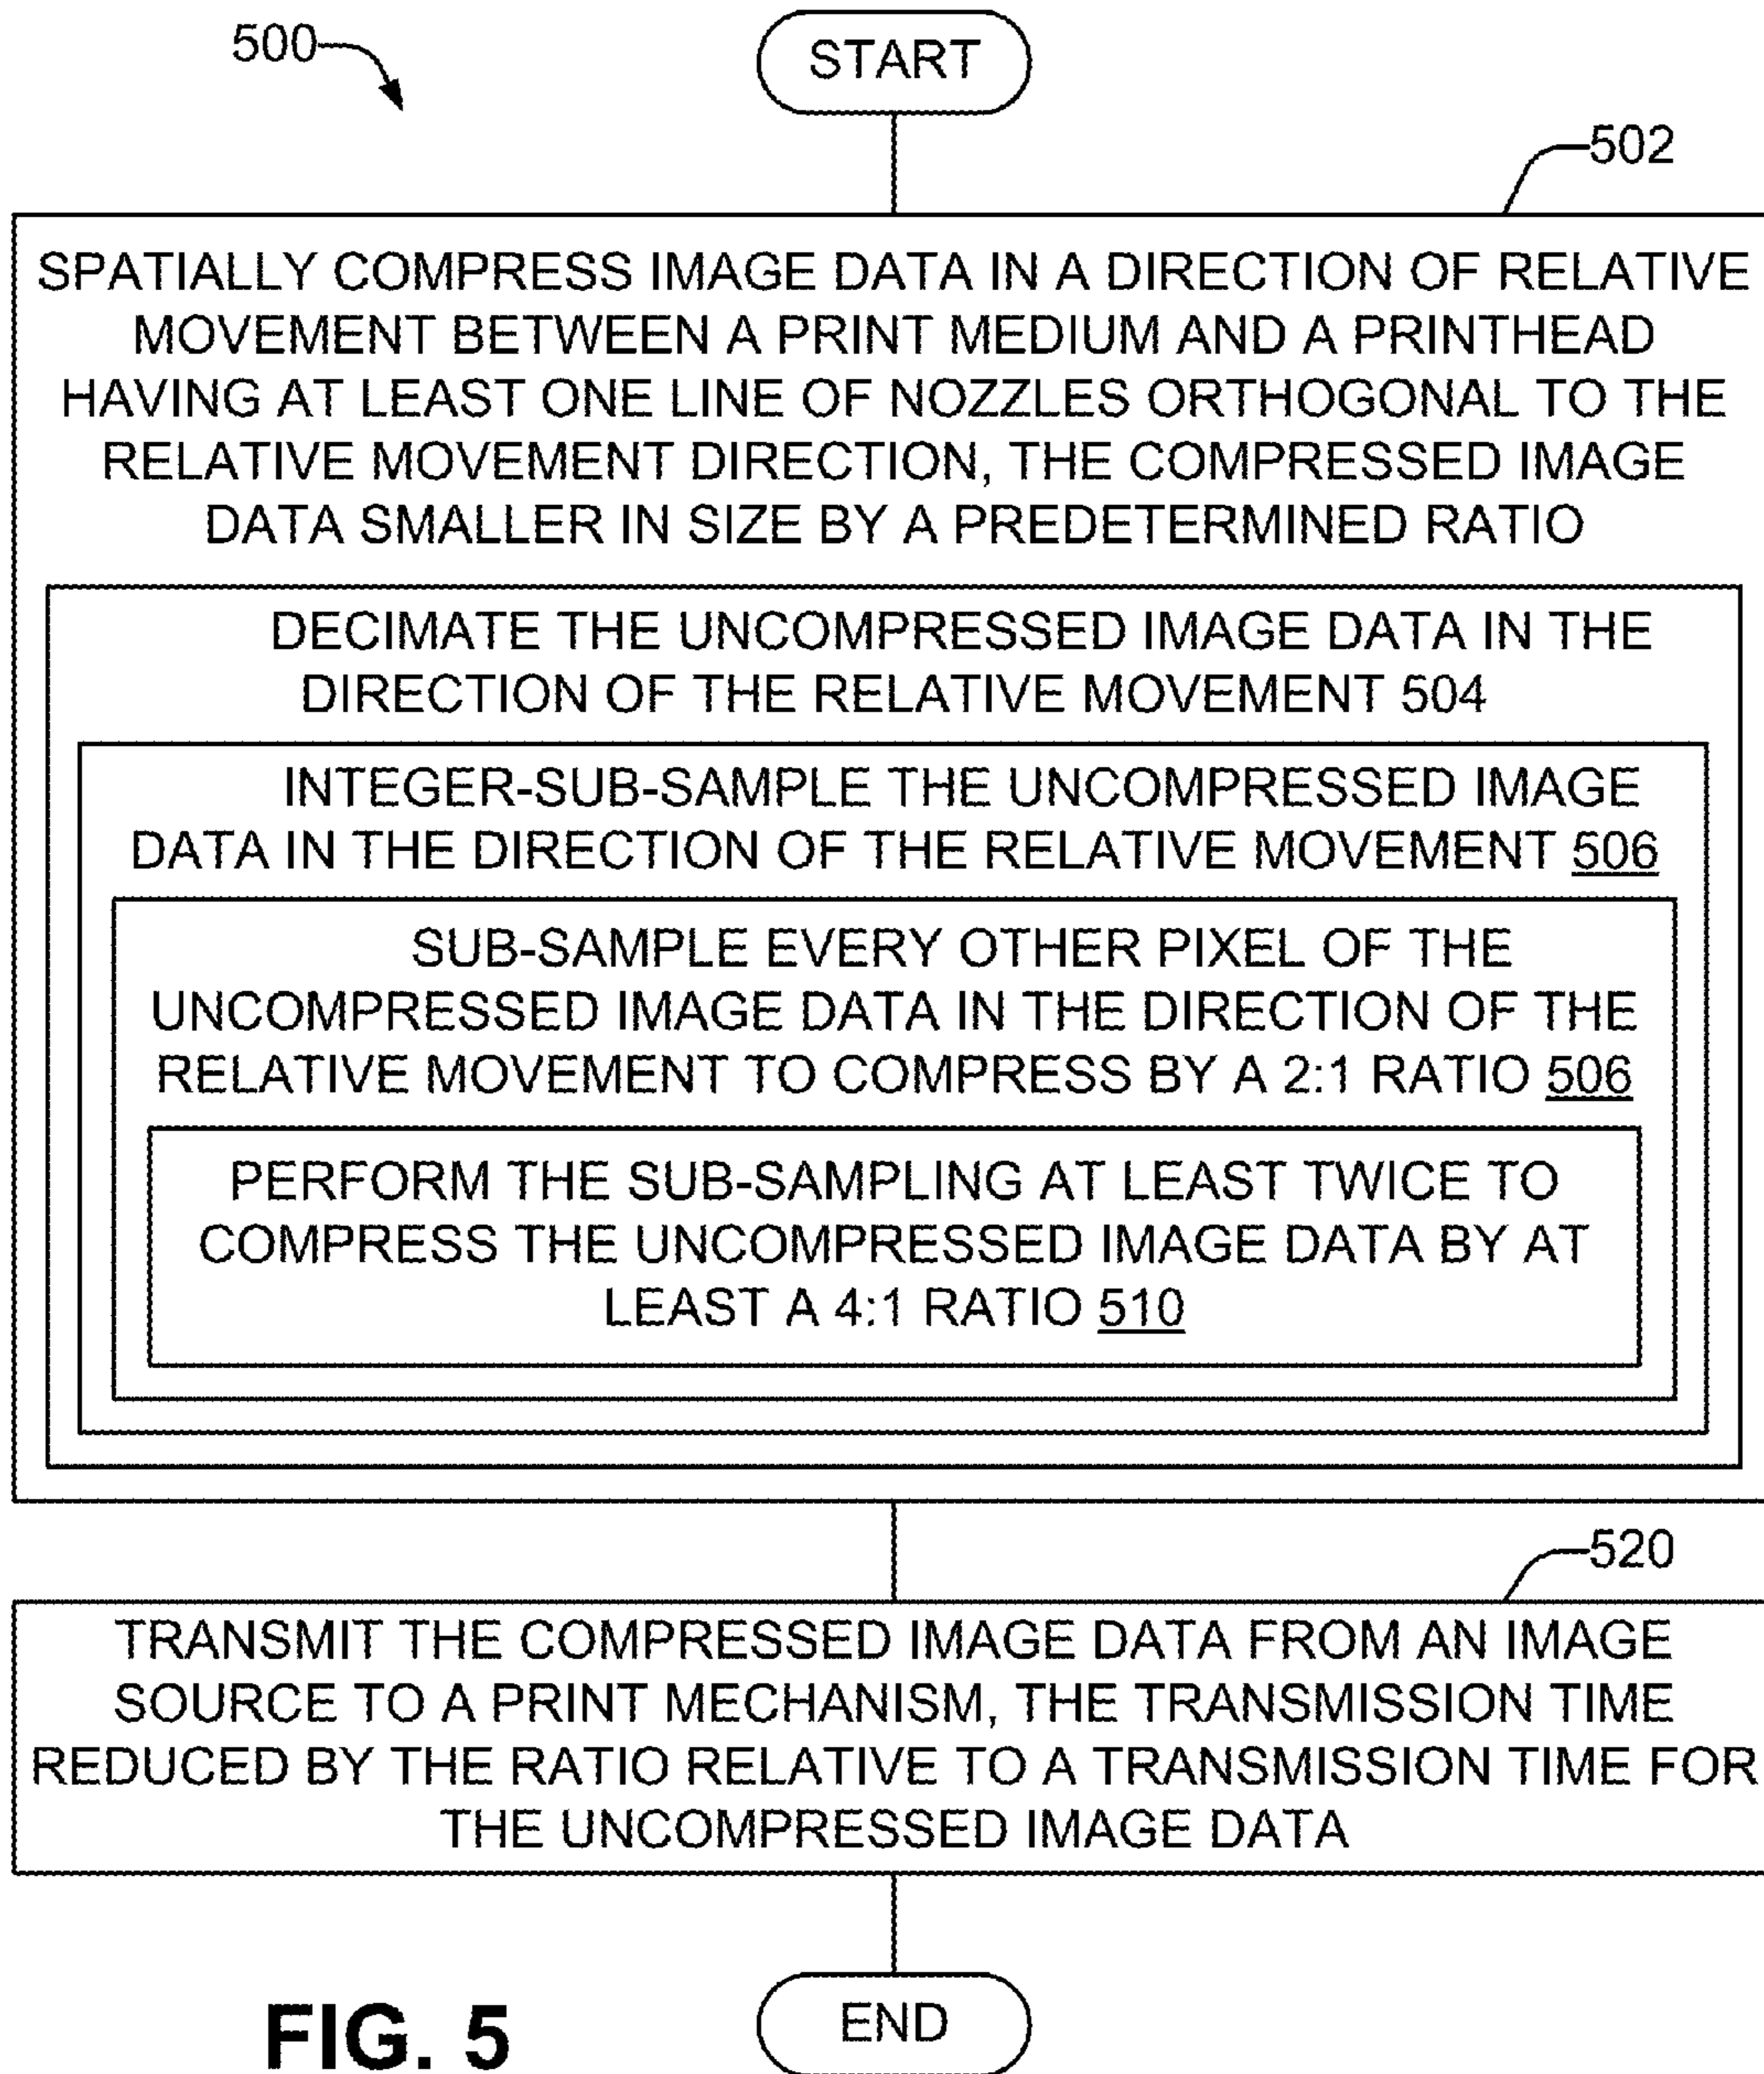 500
START
502
SPATIALLY COMPRESS IMAGE DATA IN A DIRECTION OF RELATIVE
MOVEMENT BETWEEN A PRINT MEDIUM AND A PRINTHEAD
HAVING AT LEAST ONE LINE OF NOZZLES ORTHOGONAL TO THE
RELATIVE MOVEMENT DIRECTION, THE COMPRESSED IMAGE
DATA SMALLER IN SIZE BY A PREDETERMINED RATIO
DECIMATE THE UNCOMPRESSED IMAGE DATA IN THE
DIRECTION OF THE RELATIVE MOVEMENT 504
INTEGER-SUB-SAMPLE THE UNCOMPRESSED IMAGE
DATA IN THE DIRECTION OF THE RELATIVE MOVEMENT 506
SUB-SAMPLE EVERY OTHER PIXEL OF THE
UNCOMPRESSED IMAGE DATA IN THE DIRECTION OF THE
RELATIVE MOVEMENT TO COMPRESS BY A 2:1 RATIO 506
PERFORM THE SUB-SAMPLING AT LEAST TWICE TO
COMPRESS THE UNCOMPRESSED IMAGE DATA BY AT
LEAST A 4:1 RATIO 510
520
TRANSMIT THE COMPRESSED IMAGE DATA FROM AN IMAGE
SOURCE TO A PRINT MECHANISM, THE TRANSMISSION TIME
REDUCED BY THE RATIO RELATIVE TO A TRANSMISSION TIME FOR
THE UNCOMPRESSED IMAGE DATA
END
FIG. 5